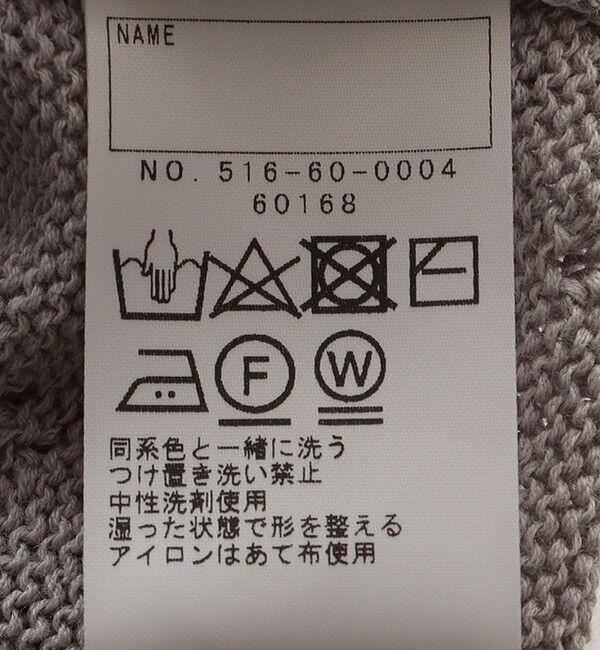 NAME
NO. 516-60-0004
60168
F W
同系色と一緒に洗う
つけ置き洗い禁止
中性洗剤使用
湿った状態で形を整える
アイロンはあて布使用